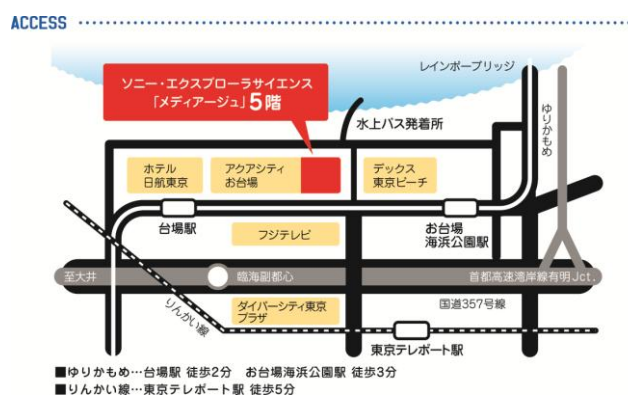 ACCESS
レインボーブリッジ
ソニー・エクスプローラサイエンス
「メディアージュ」5階
ゆりかもめ
水上バス発着所
ホテル
日航東京
アクアシティ
お台場
デックス
東京ビーチ
台場駅
フジテレビ
お台場
海浜公園駅
至大井
臨海副都心
首都高速湾岸線有明Jct.
りんかい線
ダイバーシティ東京
プラザ
国道357号線
東京テレポート駅
■ゆりかもめ…台場駅 徒歩2分　お台場海浜公園駅 徒歩3分
■りんかい線…東京テレポート駅 徒歩5分